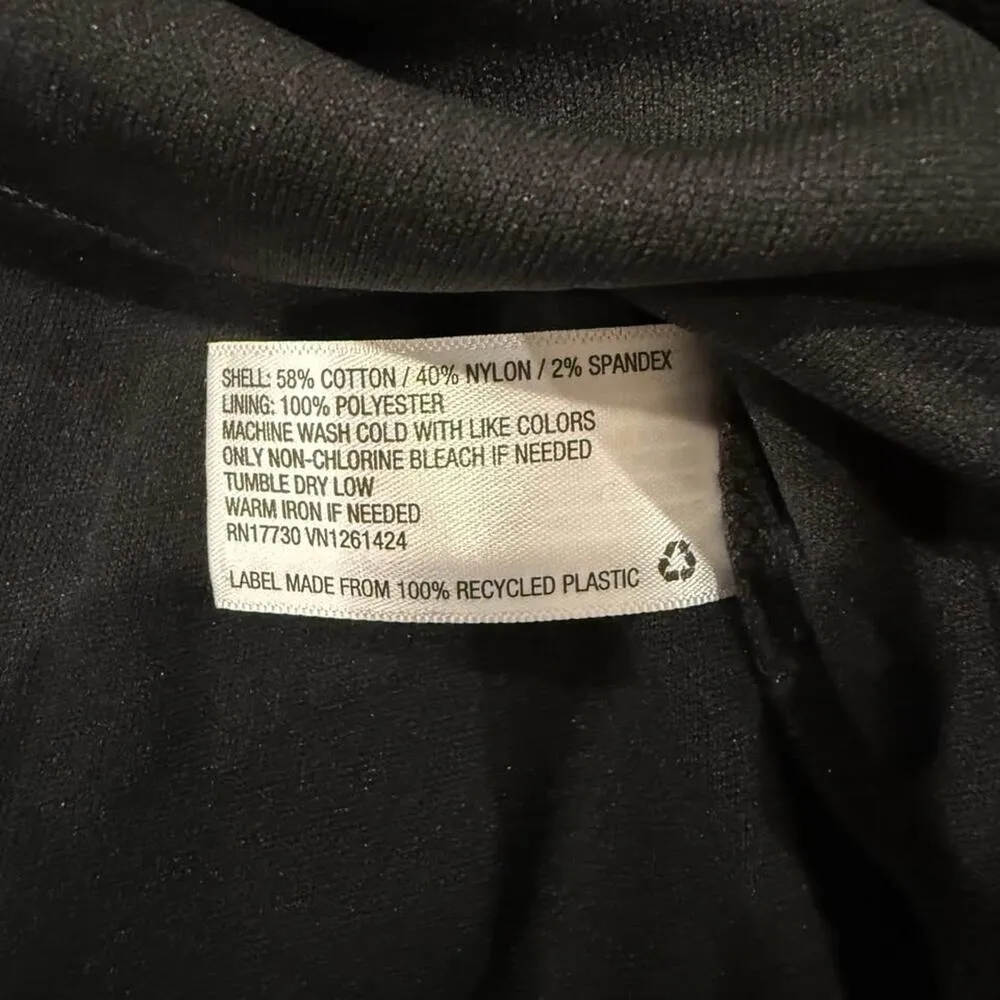 SHELL: 58% COTTON / 40% NYLON / 2% SPANDEX
LINING: 100% POLYESTER
MACHINE WASH COLD WITH LIKE COLORS
ONLY NON-CHLORINE BLEACH IF NEEDED
TUMBLE DRY LOW
WARM IRON IF NEEDED
RN17730 VN1261424
LABEL MADE FROM 100% RECYCLED PLASTIC